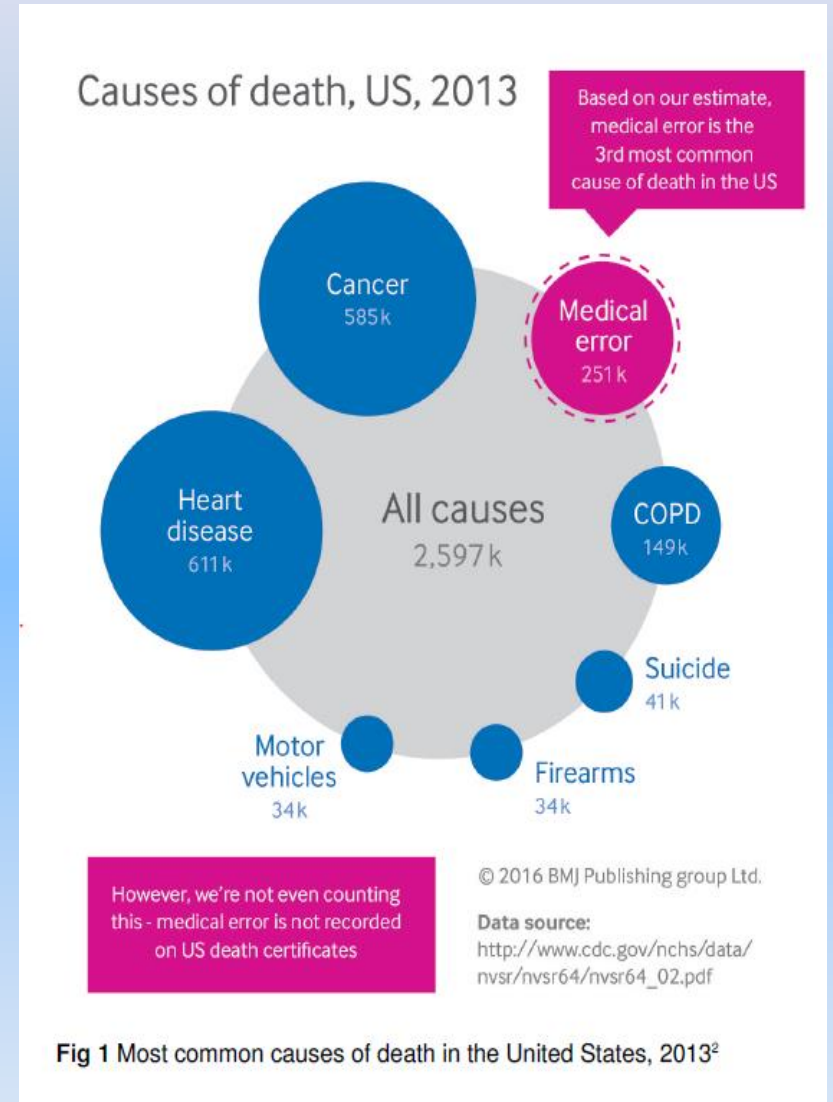 Causes of death, US, 2013
Based on our estimate,
medical error is the
3rd most common
cause of death in the US
Cancer
585k
Medical
error
251k
Heart
disease
611k
All causes
2,597k
COPD
149k
Suicide
41k
Motor
vehicles
34k
Firearms
34k
However, we're not even counting
this - medical error is not recorded
on US death certificates
© 2016 BMJ Publishing group Ltd.
Data source:
http://www.cdc.gov/nchs/data/
nvsr/nvsr64/nvsr64_02.pdf
Fig 1 Most common causes of death in the United States, 2013²